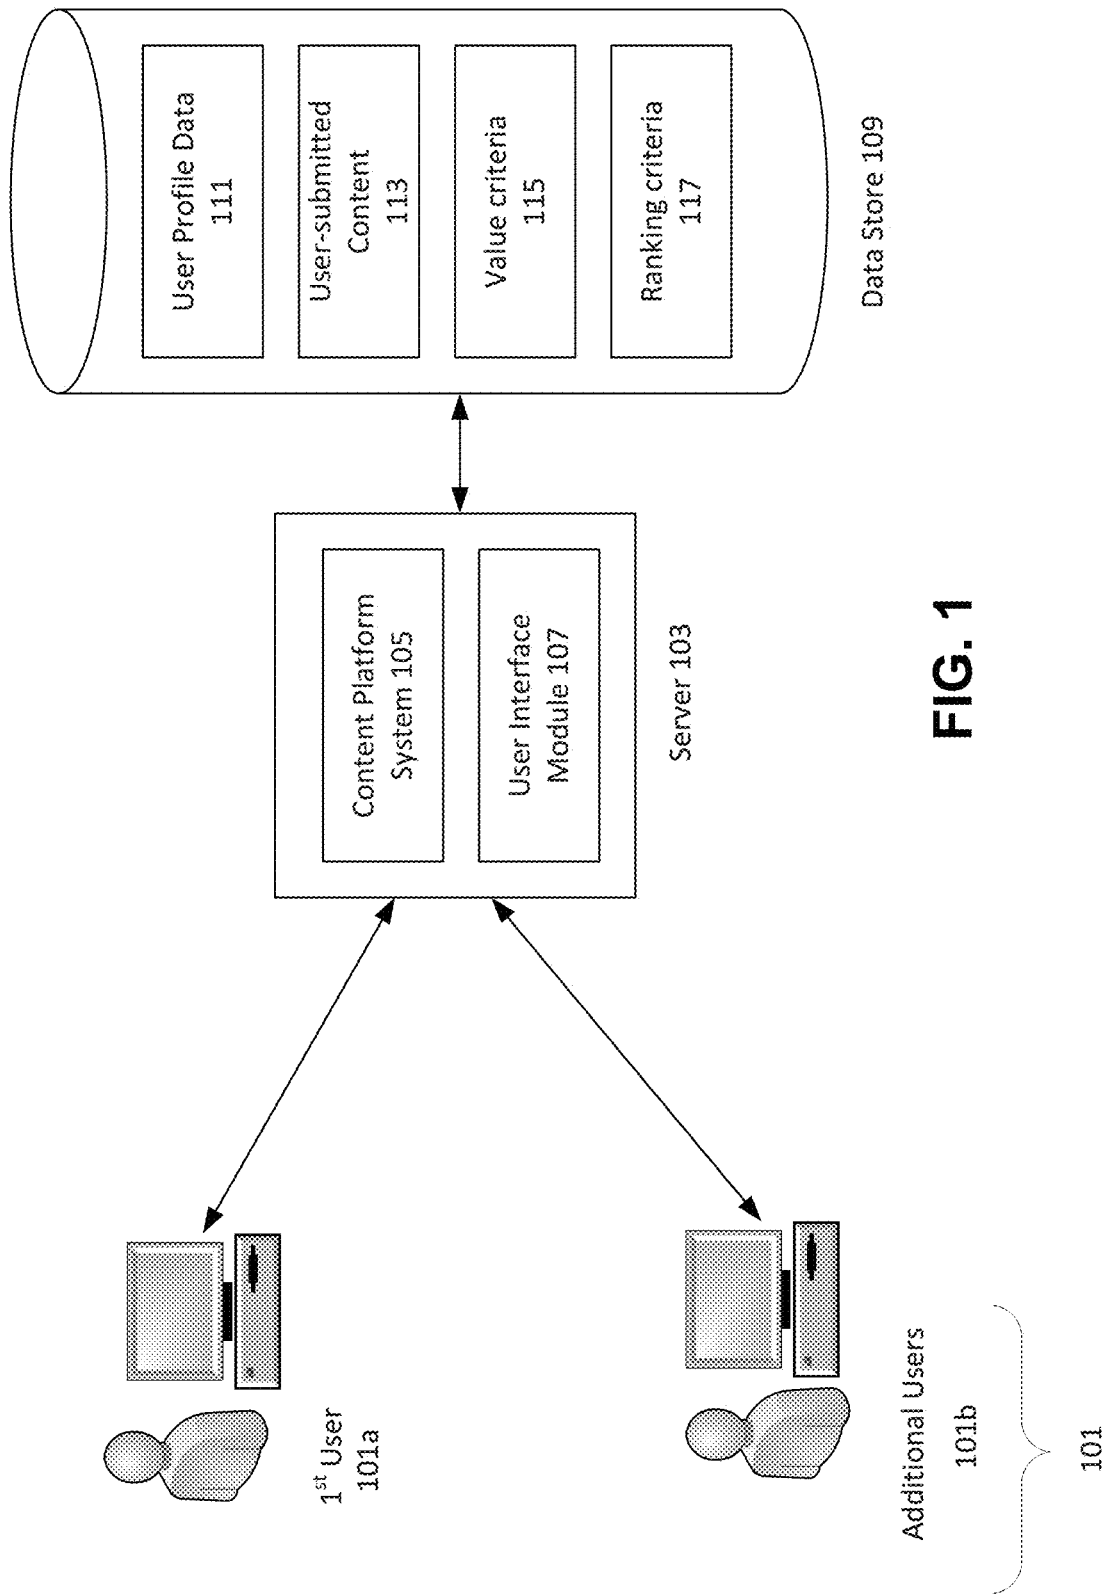 1st User
101a
Additional Users
101b
101
Content Platform
System 105
User Interface
Module 107
Server 103
User Profile Data
111
User-submitted
Content
113
Value criteria
115
Ranking criteria
117
Data Store 109
FIG. 1